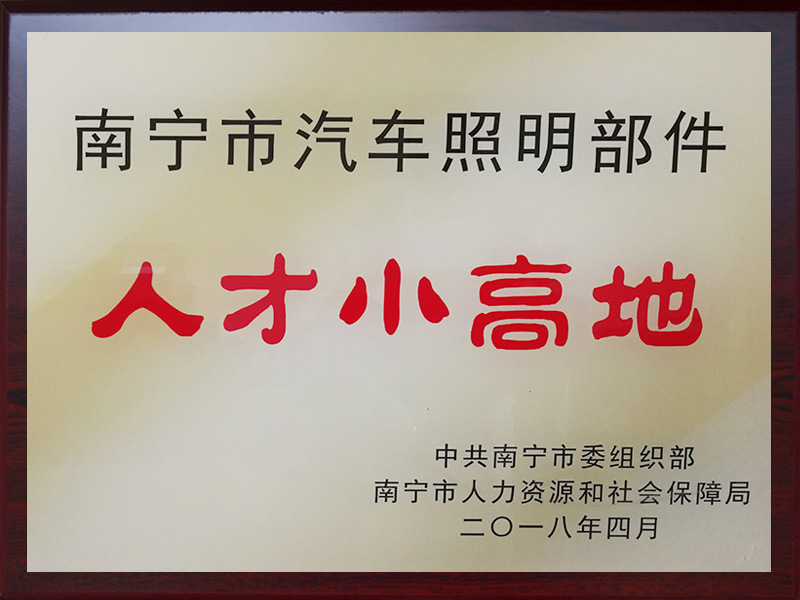 南宁市汽车照明部件
人才小高地
中共南宁市委组织部
南宁市人力资源和社会保障局
二〇一八年四月